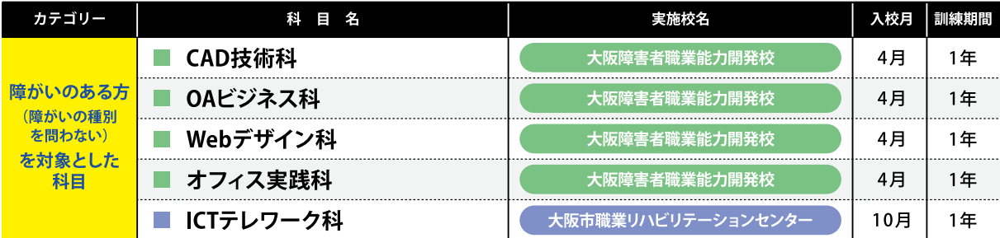 カテゴリー 科 目 名 実施校名 入校月 訓練期間
障がいのある方
（障がいの種別
を問わない）
を対象とした
科目
CAD技術科 大阪障害者職業能力開発校 4月 1年
OAビジネス科 大阪障害者職業能力開発校 4月 1年
Webデザイン科 大阪障害者職業能力開発校 4月 1年
オフィス実践科 大阪障害者職業能力開発校 4月 1年
ICTテレワーク科 大阪市職業リハビリテーションセンター 10月 1年